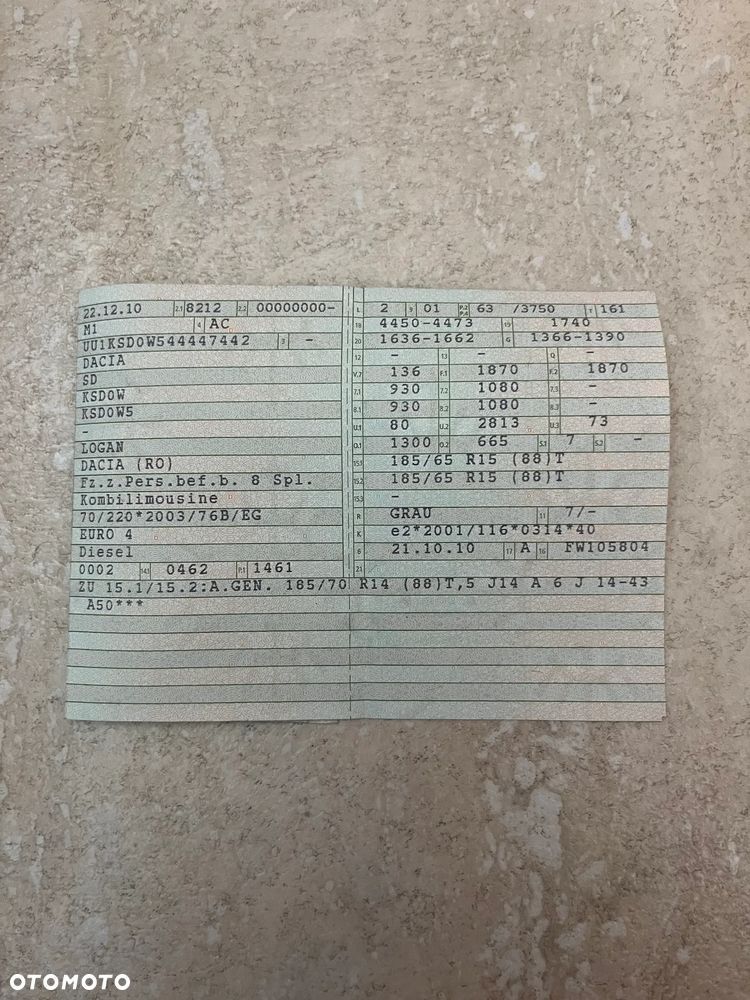 22.12.10 2.1 8212 2.2 00000000-
M1 4 AC
UU1KSD0W544447442 3 -
DACIA
SD
KSD0W
KSD0W5
-
LOGAN
DACIA (RO)
Fz.z.Pers.bef.b. 8 Spl.
Kombilimousine
70/220*2003/76B/EG
EURO 4
Diesel
0002 14.1 0462 P.1 1461
L 2 9 01 P.2 P.4 63 /3750 T 161
18 4450-4473 19 1740
20 1636-1662 G 1366-1390
12 - 13 - Q -
V.7 136 F.1 1870 F.2 1870
7.1 930 7.2 1080 7.3 -
8.1 930 8.2 1080 8.3 -
U.1 80 U.2 2813 U.3 73
O.1 1300 O.2 665 S.1 7 S.2 -
15.1 185/65 R15 (88)T
15.2 185/65 R15 (88)T
15.3 -
R GRAU 11 7/-
K e2*2001/116*0314*40
6 21.10.10 17 A 16 FW105804
21
ZU 15.1/15.2:A.GEN. 185/70 R14 (88)T,5 J14 A 6 J 14-43
A50***
OTOMOTO